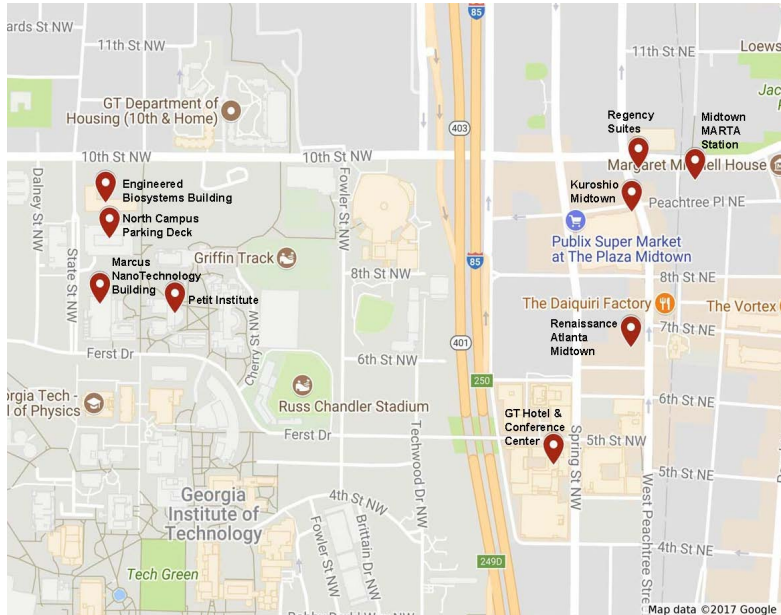 ards St NW
11th St NW
85
11th St NE
Loews
GT Department of
Housing (10th & Home)
403
Regency
Suites
Midtown
MARTA
Station
Jac
10th St NW
10th St NW
Margaret Mitchell House
Dalney St NW
Engineered
Biosystems Building
Fowler St NW
Kuroshio
Midtown
Peachtree Pl NE
North Campus
Parking Deck
State St NW
Publix Super Market
at The Plaza Midtown
Marcus
NanoTechnology
Building
Griffin Track
85
8th St NW
8th St NE
Petit Institute
The Daiquiri Factory
The Vortex
Cherry St NW
Renaissance
Atlanta
Midtown
7th St NE
401
Ferst Dr
6th St NW
250
rgia Tech -
l of Physics
6th St NE
Russ Chandler Stadium
GT Hotel &
Conference
Center
Ferst Dr
Techwood Dr NW
Spring St NW
5th St NW
5th St NE
West Peachtree Stre
Georgia
Institute of
Technology
4th St NW
Fowler St NW
Brittain Dr NW
4th St NE
249D
Tech Green
Map data ©2017 Google